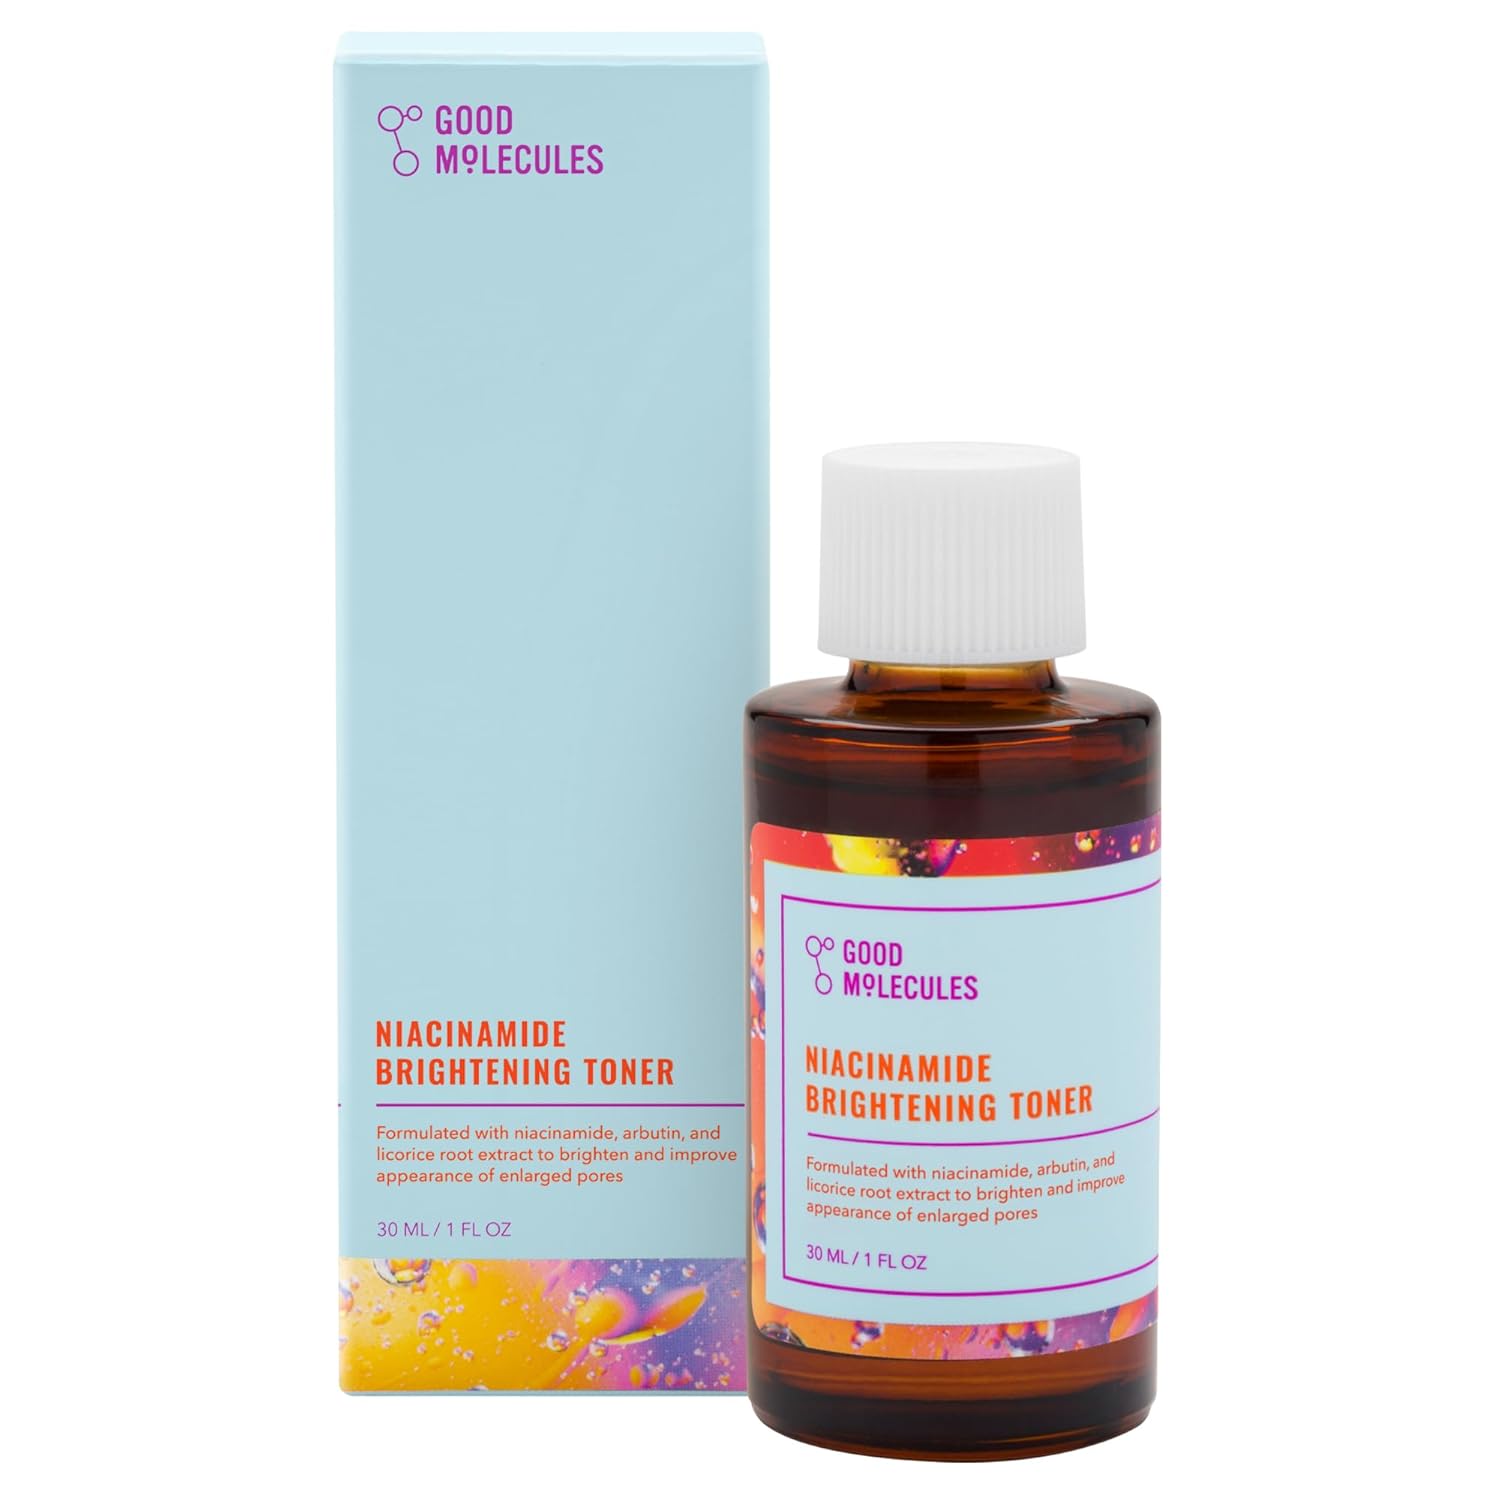 GOOD
MOLECULES
NIACINAMIDE
BRIGHTENING TONER
Formulated with niacinamide, arbutin, and
licorice root extract to brighten and improve
appearance of enlarged pores
30 ML / 1 FL OZ
GOOD
MOLECULES
NIACINAMIDE
BRIGHTENING TONER
Formulated with niacinamide, arbutin, and
licorice root extract to brighten and improve
appearance of enlarged pores
30 ML / 1 FL OZ